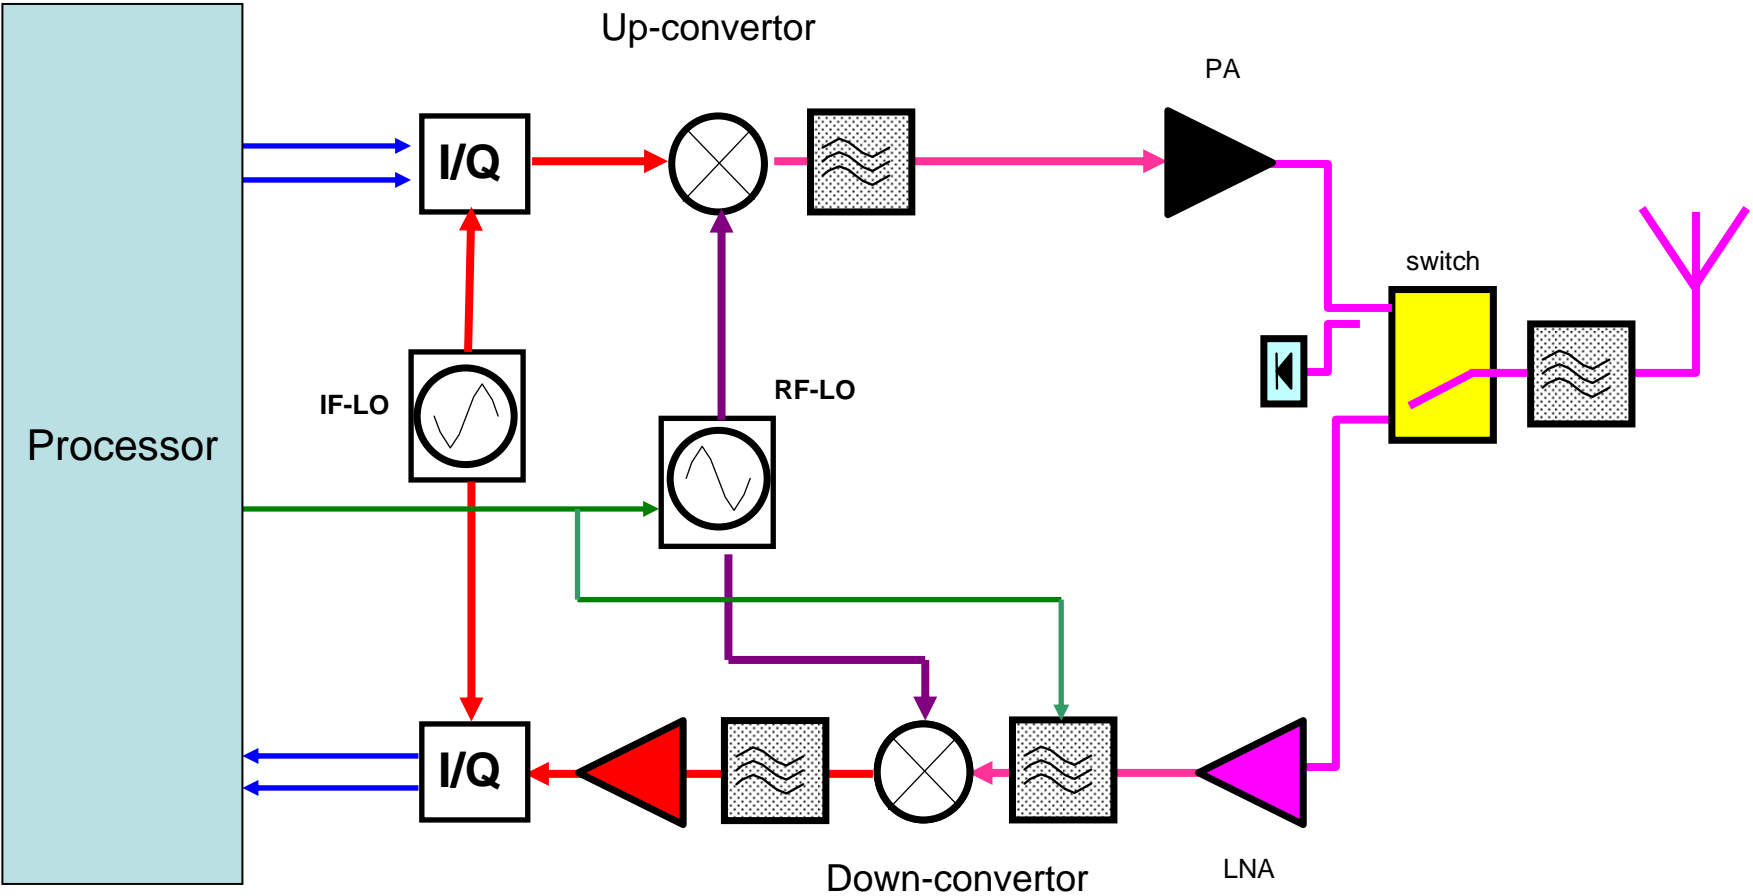 Up-convertor
PA
I/Q
switch
IF-LO
RF-LO
Processor
I/Q
Down-convertor
LNA